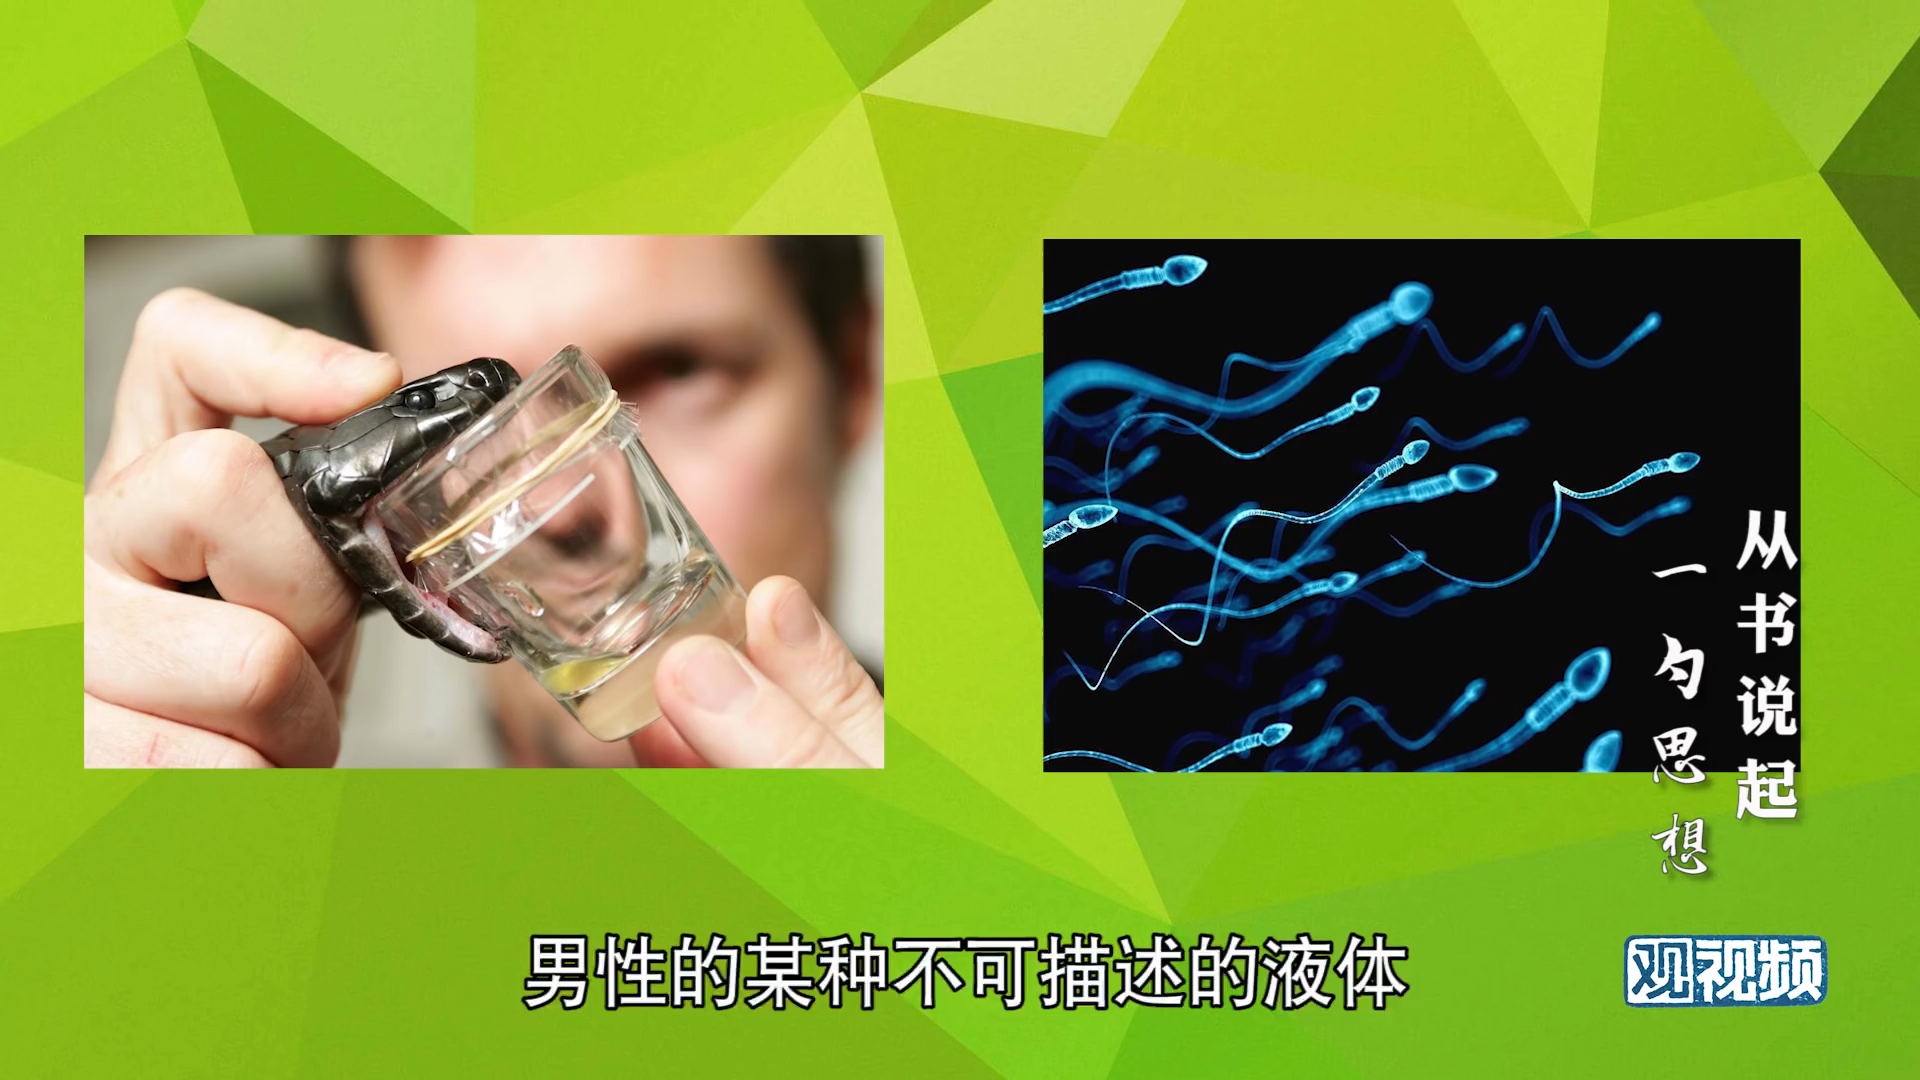 从书说起
一勺思想
男性的某种不可描述的液体
观视频